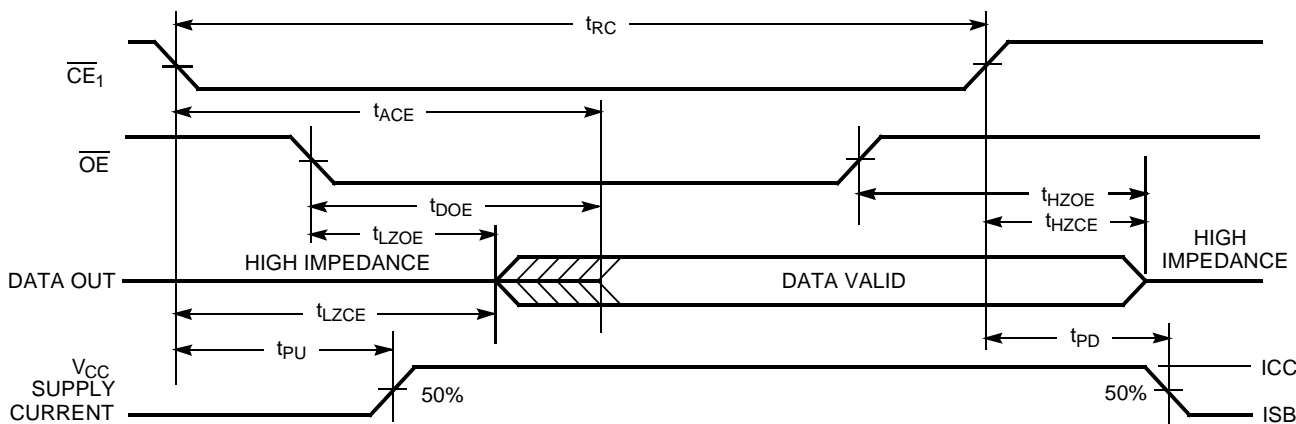 tRC
CE1
tACE
OE
tDOE
tHZOE
tLZOE
tHZCE
HIGH IMPEDANCE
HIGH
IMPEDANCE
DATA OUT
DATA VALID
tLZCE
tPU
tPD
VCC
SUPPLY
CURRENT
50%
50%
ICC
ISB